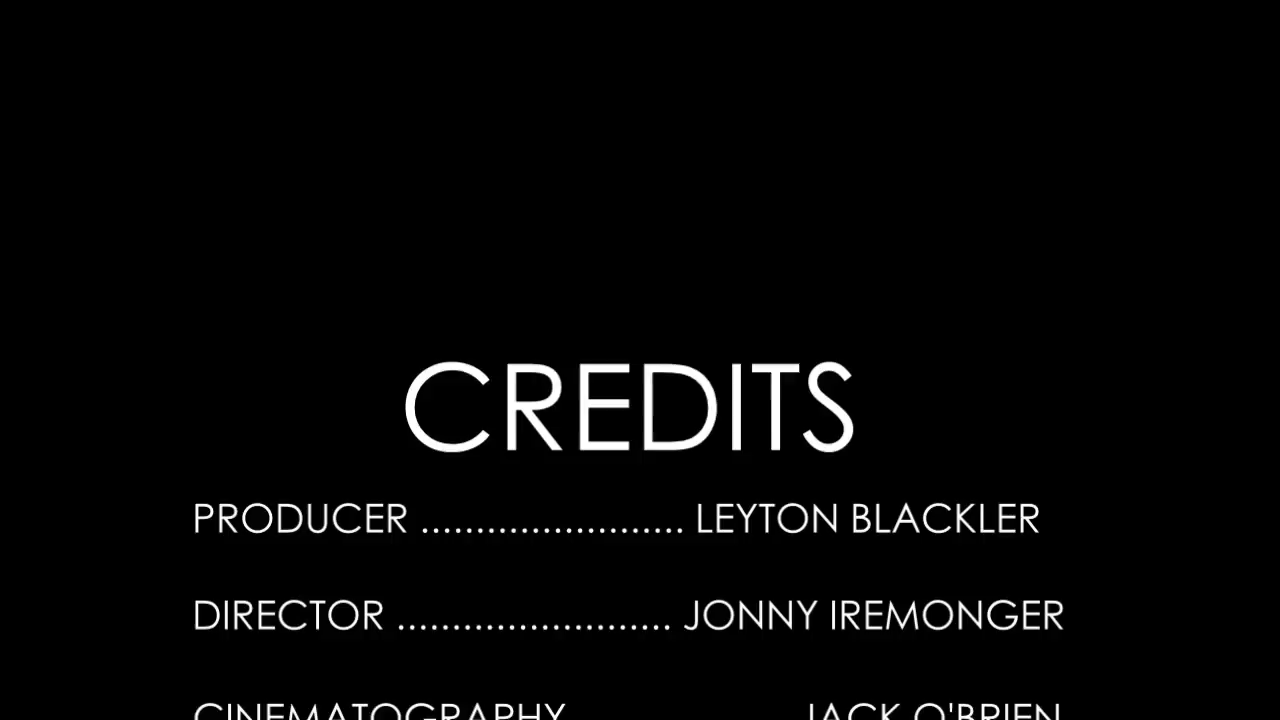 CREDITS
PRODUCER ........................ LEYTON BLACKLER
DIRECTOR ......................... JONNY IREMONGER
CINEMATOGRAPHY JACK O'BRIEN